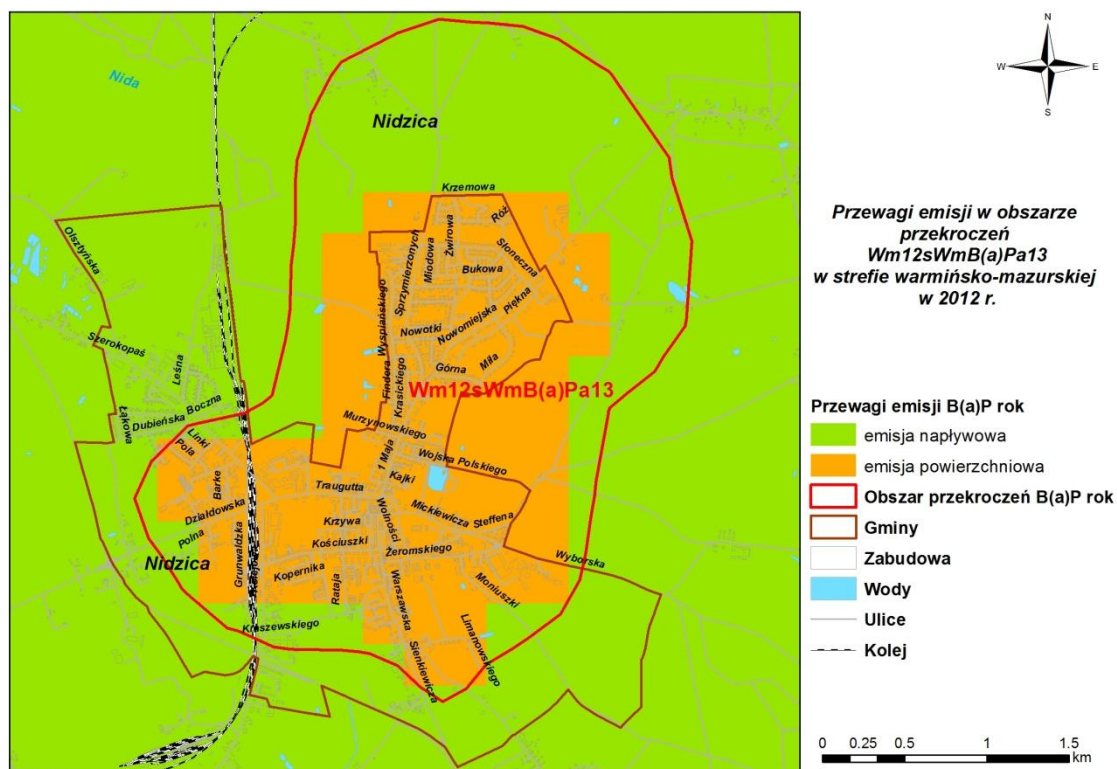 N
W
E
S
Przewagi emisji w obszarze
przekroczeń
Wm12sWmB(a)Pa13
w strefie warmińsko-mazurskiej
w 2012 r.
Przewagi emisji B(a)P rok
emisja napływowa
emisja powierzchniowa
Obszar przekroczeń B(a)P rok
Gminy
Zabudowa
Wody
Ulice
Kolej
0 0.25 0.5 1 1.5
km
Nida
Nidzica
Krzemowa
Róż
Olsztyńska
Sprzymierzonych
Miodowa
Żwirowa
Słoneczna
Bukowa
Wyspiańskiego
Piękna
Nowotki
Nowomiejska
Szerokopaś
Leśna
Findera
Krasickiego
Górna
Miła
Wm12sWmB(a)Pa13
Łąkowa
Dubieńska
Boczna
Murzynowskiego
Linki
Pola
1 Maja
Wojska Polskiego
Barke
Traugutta
Kajki
Działdowska
Krzywa
Wolności
Mickiewicza
Steffena
Polna
Kościuszki
Żeromskiego
Wyborska
Nidzica
Grunwaldzka
Kopernika
Rataja
Warszawska
Moniuszki
Kraszewskiego
Sienkiewicza
Limanowskiego